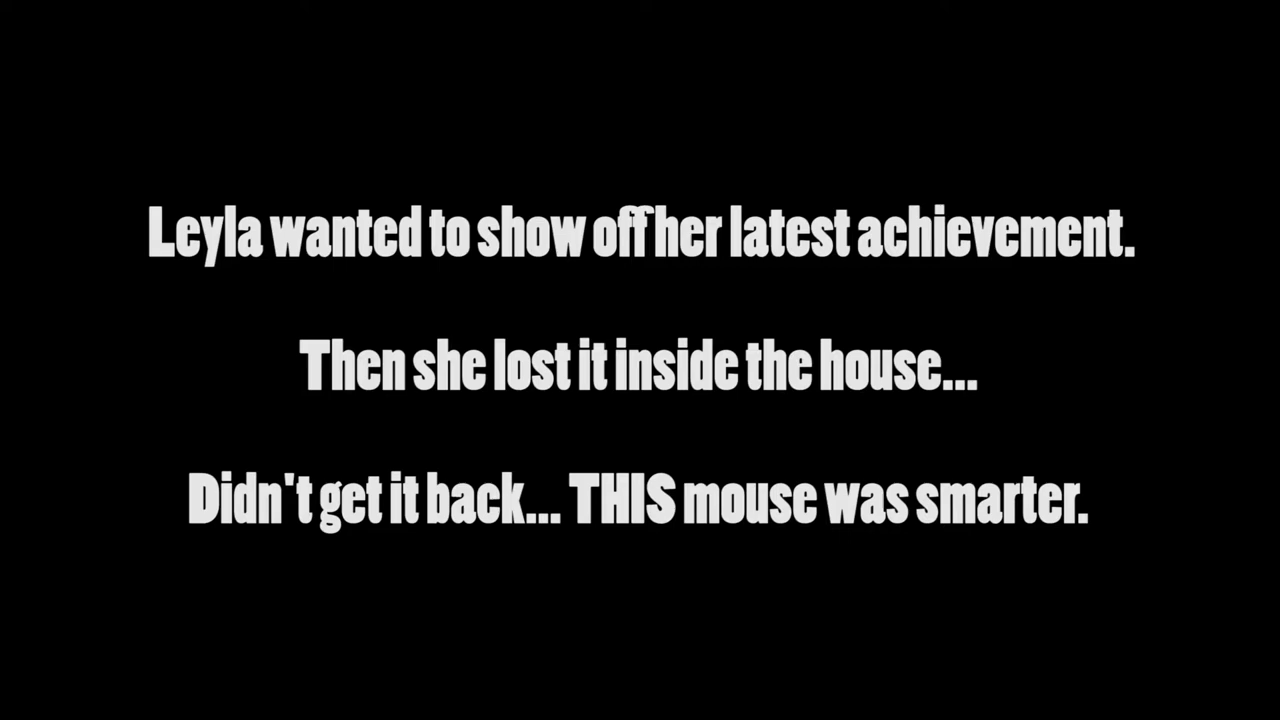 Leyla wanted to show off her latest achievement.
Then she lost it inside the house...
Didn't get it back... THIS mouse was smarter.